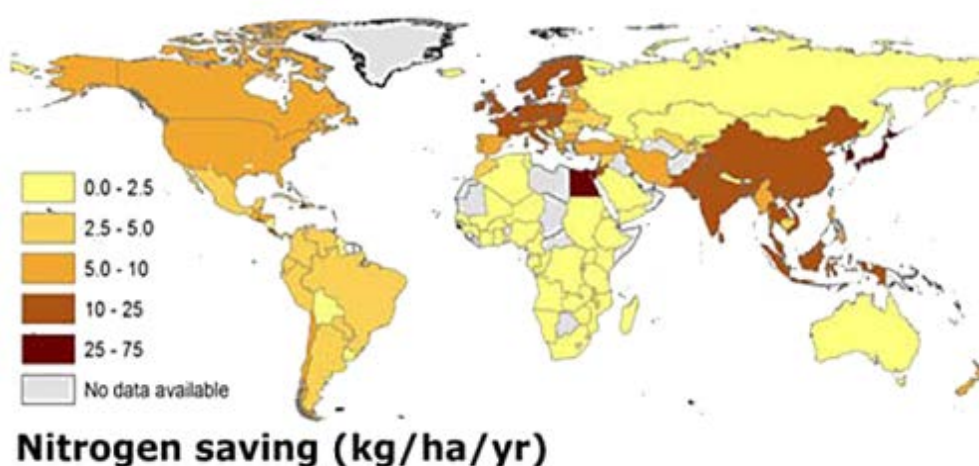 0.0 - 2.5
2.5 - 5.0
5.0 - 10
10 - 25
25 - 75
No data available
Nitrogen saving (kg/ha/yr)